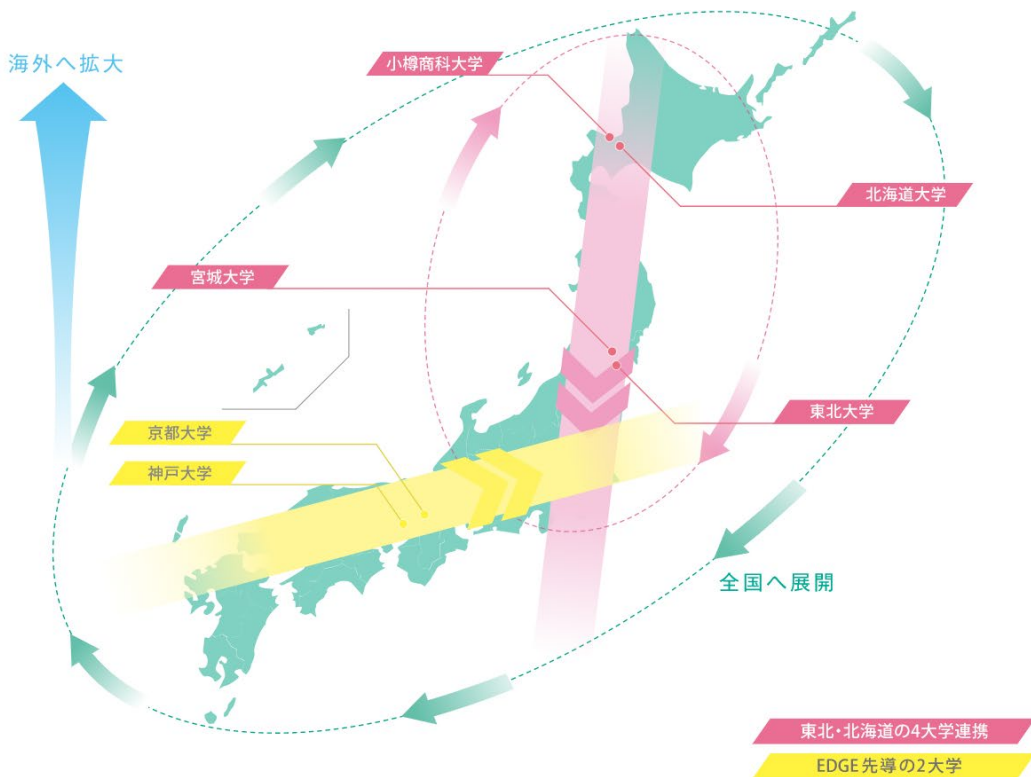 海外へ拡大
小樽商科大学
北海道大学
宮城大学
東北大学
京都大学
神戸大学
全国へ展開
東北・北海道の4大学連携
EDGE先導の2大学